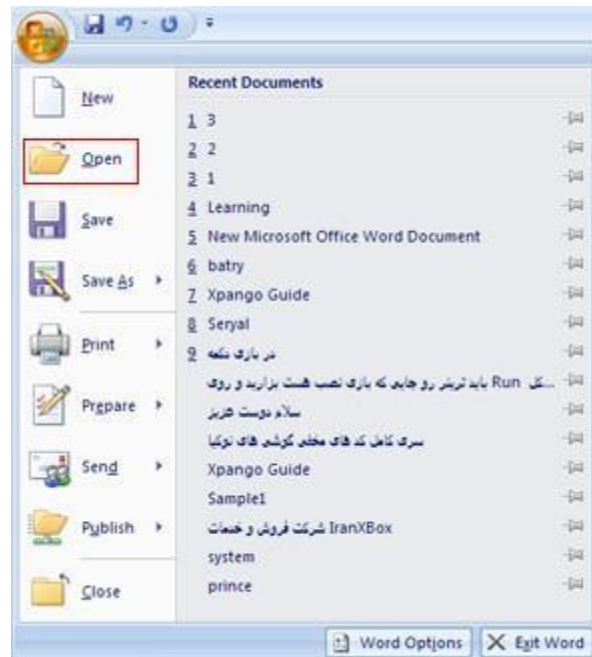 Recent Documents
New
Open
Save
Save As
Print
Prepare
Send
Publish
Close
1 3
2 2
3 1
4 Learning
5 New Microsoft Office Word Document
6 batry
7 Xpango Guide
8 Seryal
9 در بازی دکمه
کل... Run باید ترینر رو جایی که بازی نصب هست بزارید و روی
سلام دوست عزیز
سری کامل کد های مخفی گوشی های نوکیا
Xpango Guide
Sample1
شرکت فروش و خدمات IranXBox
system
prince
Word Options
Exit Word